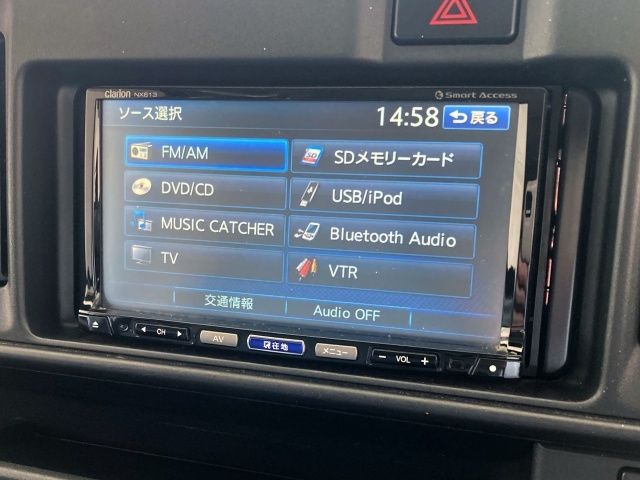 Clarion NX613
Smart Access
ソース選択
14:58
戻る
FM/AM
SDメモリーカード
DVD/CD
USB/iPod
MUSIC CATCHER
Bluetooth Audio
TV
VTR
交通情報
Audio OFF
CH
AV
現在地
メニュー
− VOL +